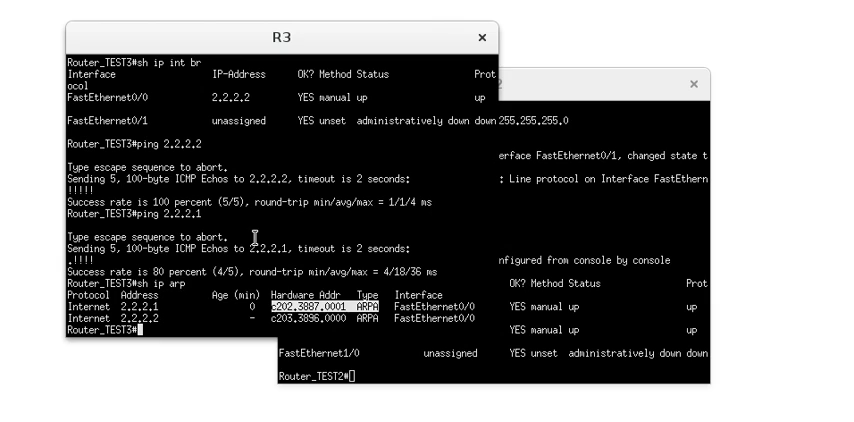 R3
Router_TEST3#sh ip int br
Interface IP-Address OK? Method Status Prot
ocol
FastEthernet0/0 2.2.2.2 YES manual up up
FastEthernet0/1 unassigned YES unset administratively down down
Router_TEST3#ping 2.2.2.2
Type escape sequence to abort.
Sending 5, 100-byte ICMP Echos to 2.2.2.2, timeout is 2 seconds:
!!!!!
Success rate is 100 percent (5/5), round-trip min/avg/max = 1/1/4 ms
Router_TEST3#ping 2.2.2.1
Type escape sequence to abort.
Sending 5, 100-byte ICMP Echos to 2.2.2.1, timeout is 2 seconds:
.!!!!
Success rate is 80 percent (4/5), round-trip min/avg/max = 4/18/36 ms
Router_TEST3#sh ip arp
Protocol Address Age (min) Hardware Addr Type Interface
Internet 2.2.2.1 0 c202.3887.0001 ARPA FastEthernet0/0
Internet 2.2.2.2 - c203.3896.0000 ARPA FastEthernet0/0
Router_TEST3#
2
255.255.255.0
erface FastEthernet0/1, changed state t
: Line protocol on Interface FastEthern
nfigured from console by console
OK? Method Status Prot
YES manual up up
YES manual up up
FastEthernet1/0 unassigned YES unset administratively down down
Router_TEST2#